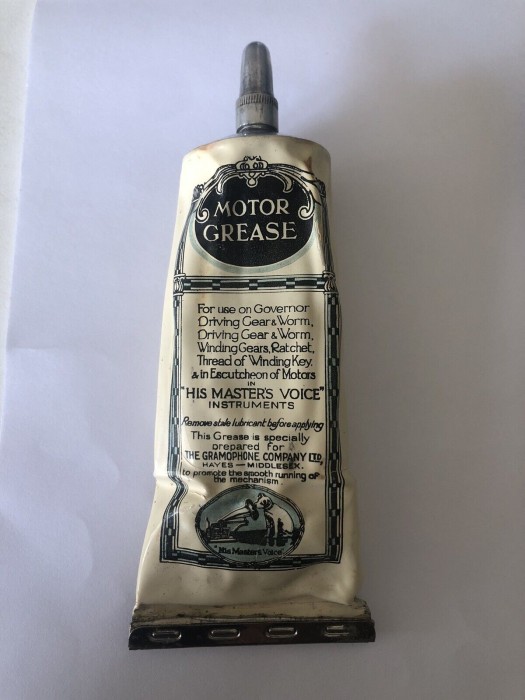 MOTOR
GREASE
For use on Governor
Driving Gear & Worm,
Driving Gear & Worm,
Winding Gears, Ratchet,
Thread of Winding Key.
& in Escutcheon of Motors
IN
"HIS MASTER'S VOICE"
INSTRUMENTS
Remove stale lubricant before applying
This Grease is specially
prepared for
THE GRAMOPHONE COMPANY LTD,
HAYES — MIDDLESEX.
to promote the smooth running of
the mechanism
"His Master's Voice"